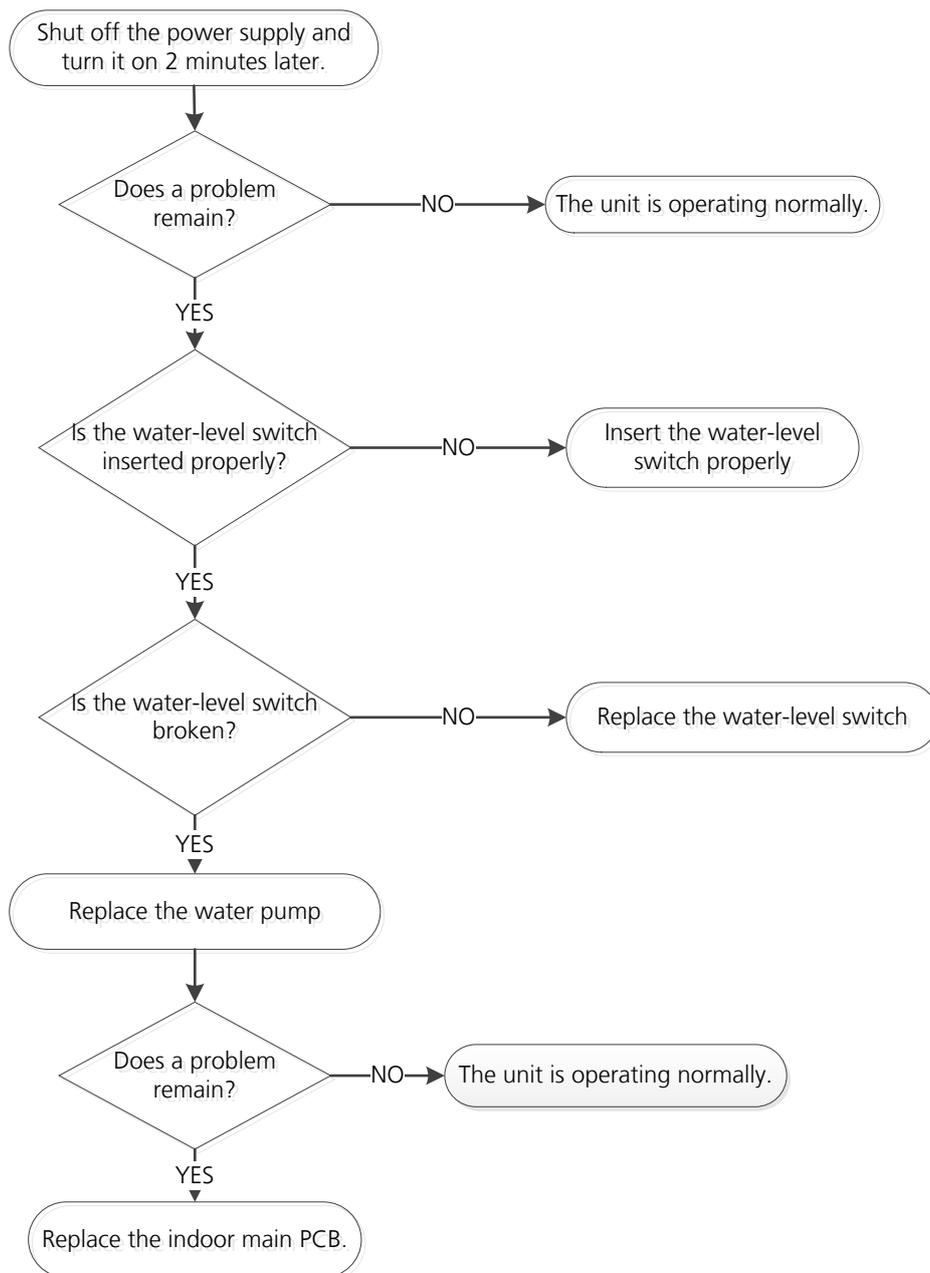 Shut off the power supply and
turn it on 2 minutes later.
Does a problem
remain?
NO
The unit is operating normally.
YES
Is the water-level switch
inserted properly?
NO
Insert the water-level
switch properly
YES
Is the water-level switch
broken?
NO
Replace the water-level switch
YES
Replace the water pump
Does a problem
remain?
NO
The unit is operating normally.
YES
Replace the indoor main PCB.